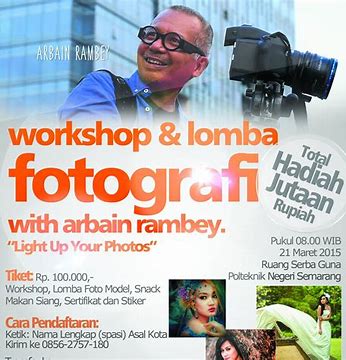 ARBAIN RAMBEY
workshop & lomba
fotografi
with arbain rambey.
"Light Up Your Photos"
Total
Hadiah
Jutaan
Rupiah
Pukul 08.00 WIB
21 Maret 2015
Ruang Serba Guna
Polteknik Negeri Semarang
Tiket: Rp. 100.000,-
Workshop, Lomba Foto Model, Snack
Makan Siang, Sertifikat dan Stiker
Cara Pendaftaran:
Ketik: Nama Lengkap (spasi) Asal Kota
Kirim ke 0856-2757-180